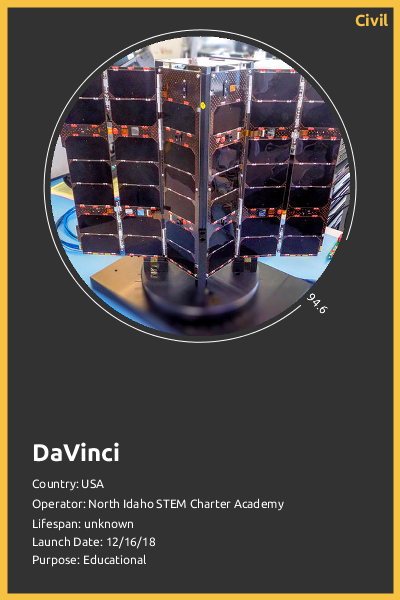 Civil
94.6
DaVinci
Country: USA
Operator: North Idaho STEM Charter Academy
Lifespan: unknown
Launch Date: 12/16/18
Purpose: Educational